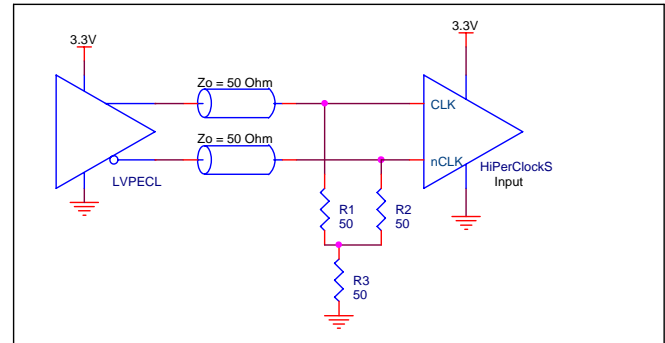 3.3V
3.3V
Zo = 50 Ohm
CLK
Zo = 50 Ohm
nCLK
LVPECL
HiPerClockS
Input
R1
50
R2
50
R3
50